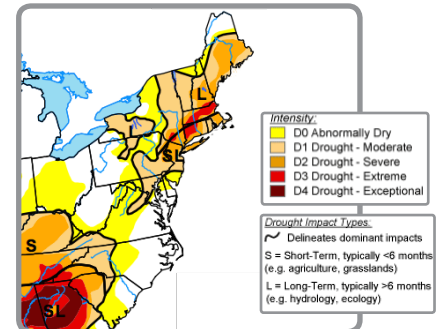 L
SL
S
SL
Intensity:
D0 Abnormally Dry
D1 Drought - Moderate
D2 Drought - Severe
D3 Drought - Extreme
D4 Drought - Exceptional
Drought Impact Types:
Delineates dominant impacts
S = Short-Term, typically <6 months
(e.g. agriculture, grasslands)
L = Long-Term, typically >6 months
(e.g. hydrology, ecology)